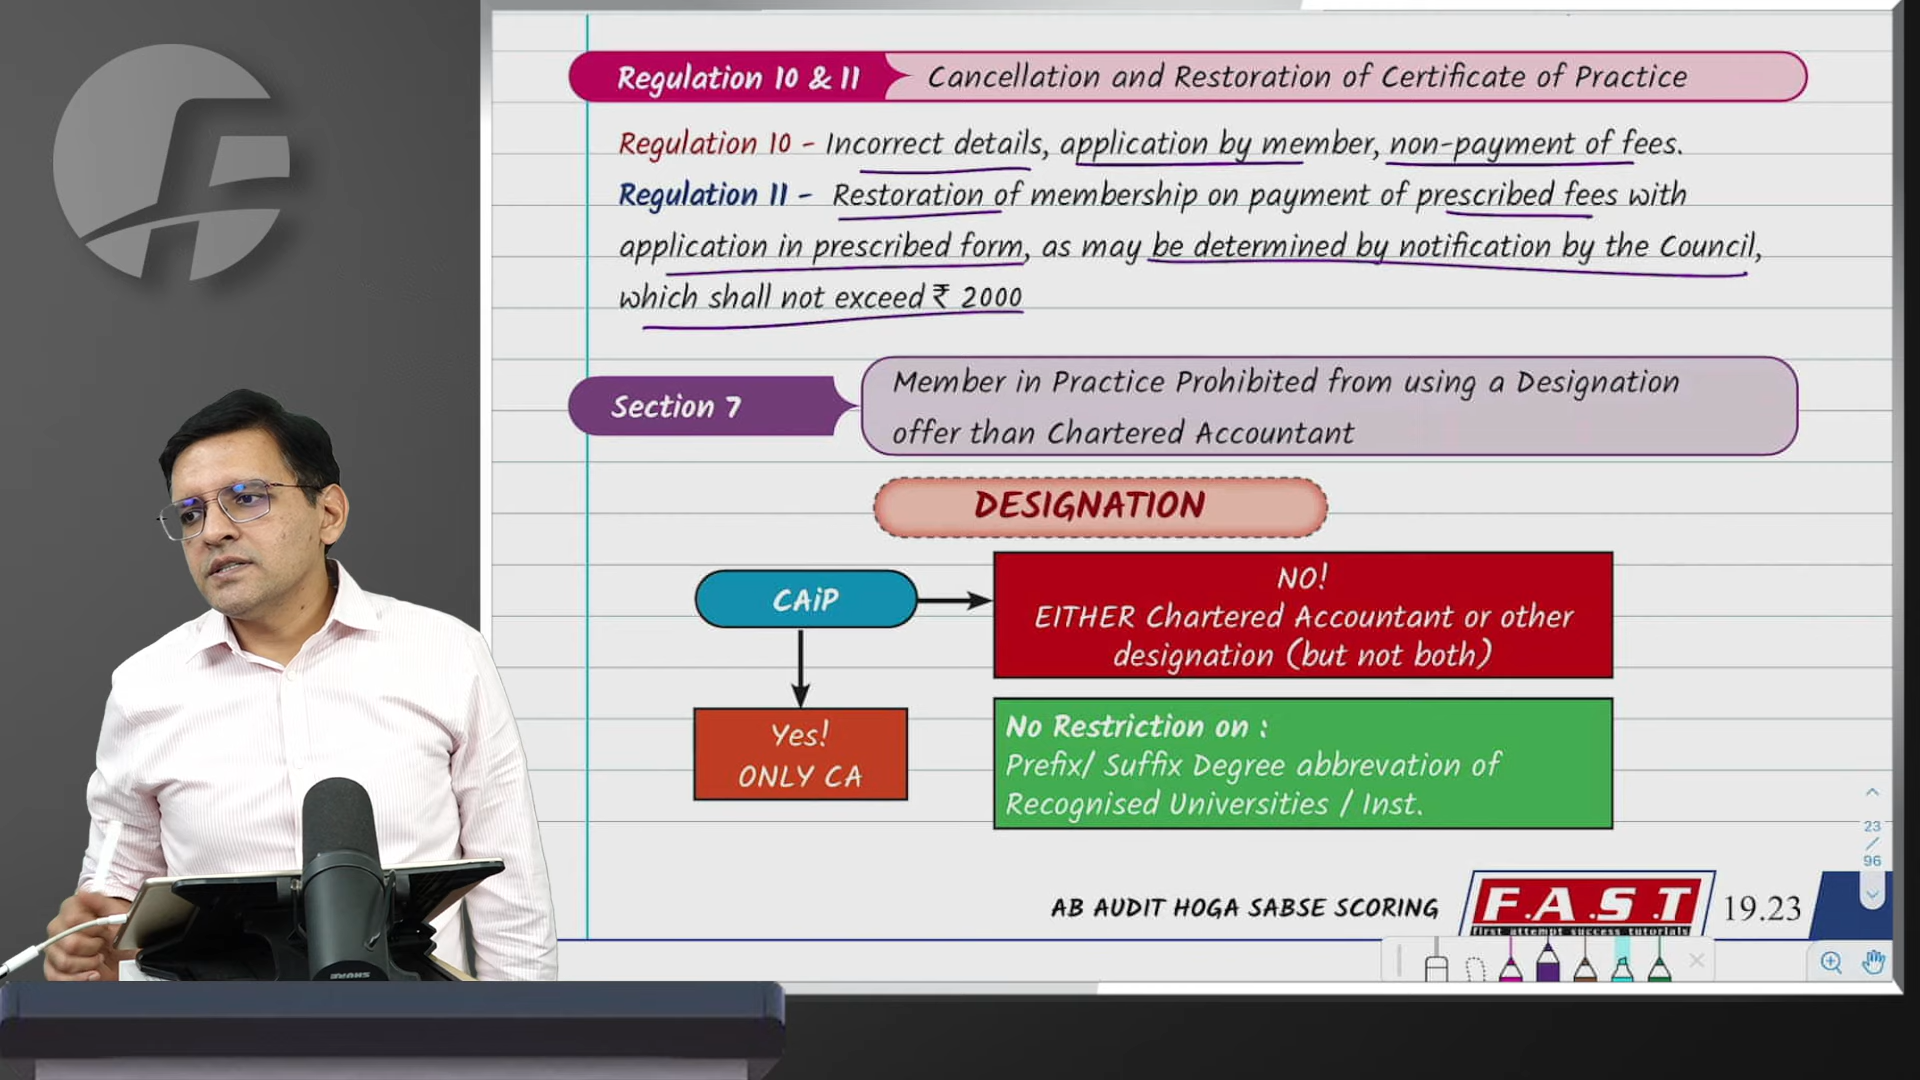 Regulation 10 & 11
Cancellation and Restoration of Certificate of Practice
Regulation 10 - Incorrect details, application by member, non-payment of fees.
Regulation 11 - Restoration of membership on payment of prescribed fees with
application in prescribed form, as may be determined by notification by the Council,
which shall not exceed ₹ 2000
Section 7
Member in Practice Prohibited from using a Designation
offer than Chartered Accountant
DESIGNATION
CAiP
NO!
EITHER Chartered Accountant or other
designation (but not both)
Yes!
ONLY CA
No Restriction on :
Prefix/ Suffix Degree abbrevation of
Recognised Universities / Inst.
23
/
96
AB AUDIT HOGA SABSE SCORING
F.A.S.T
first attempt success tutorials
19.23
SHURE